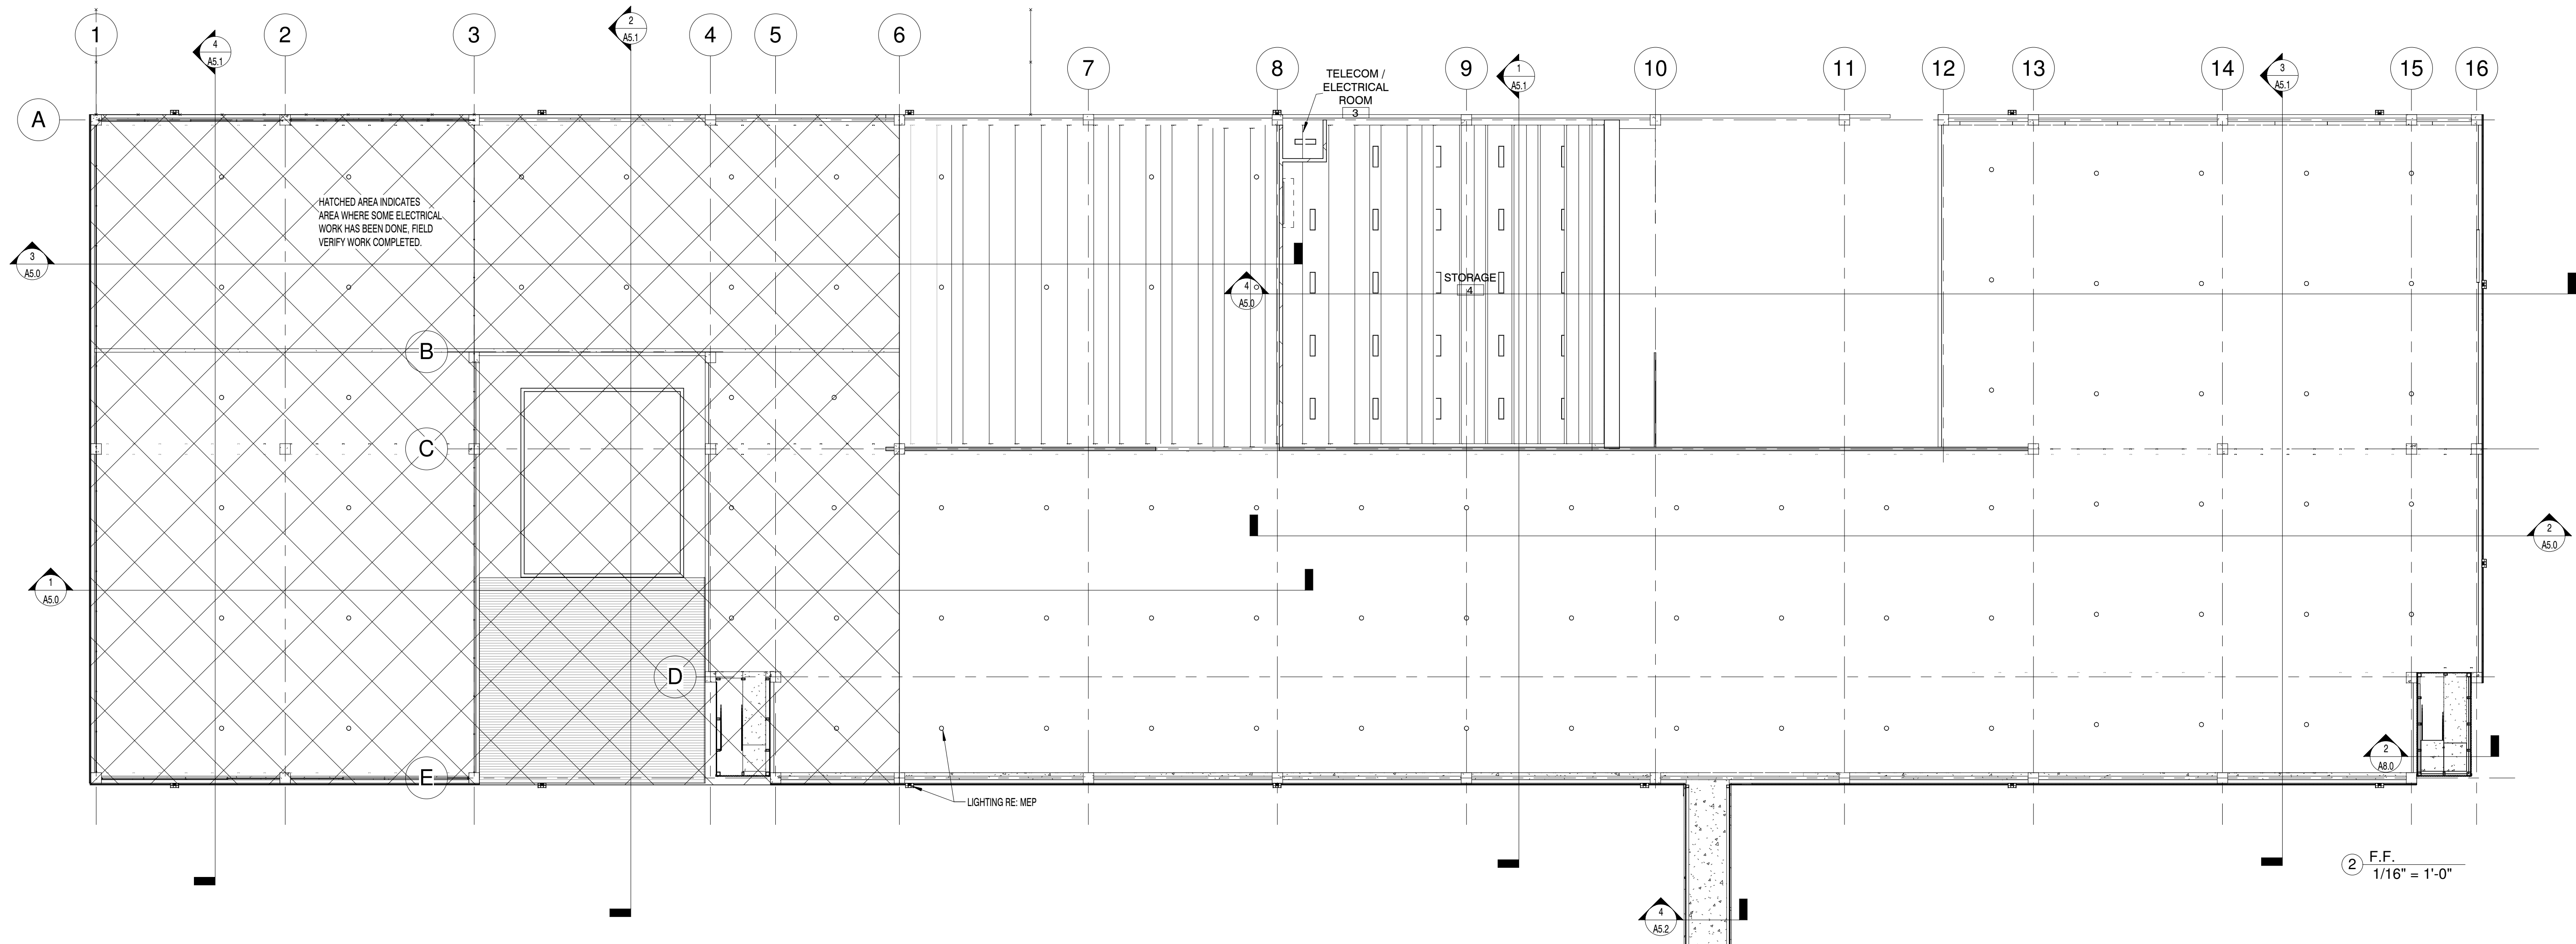 1
4
A5.1
2
3
2
A5.1
4
5
6
7
8
TELECOM /
ELECTRICAL
ROOM
3
9
1
A5.1
10
11
12
13
14
3
A5.1
15
16
A
HATCHED AREA INDICATES
AREA WHERE SOME ELECTRICAL
WORK HAS BEEN DONE, FIELD
VERIFY WORK COMPLETED.
3
A5.0
4
A5.0
STORAGE
4
B
C
2
A5.0
1
A5.0
D
2
A8.0
E
LIGHTING RE: MEP
2
F.F.
1/16" = 1'-0"
4
A5.2